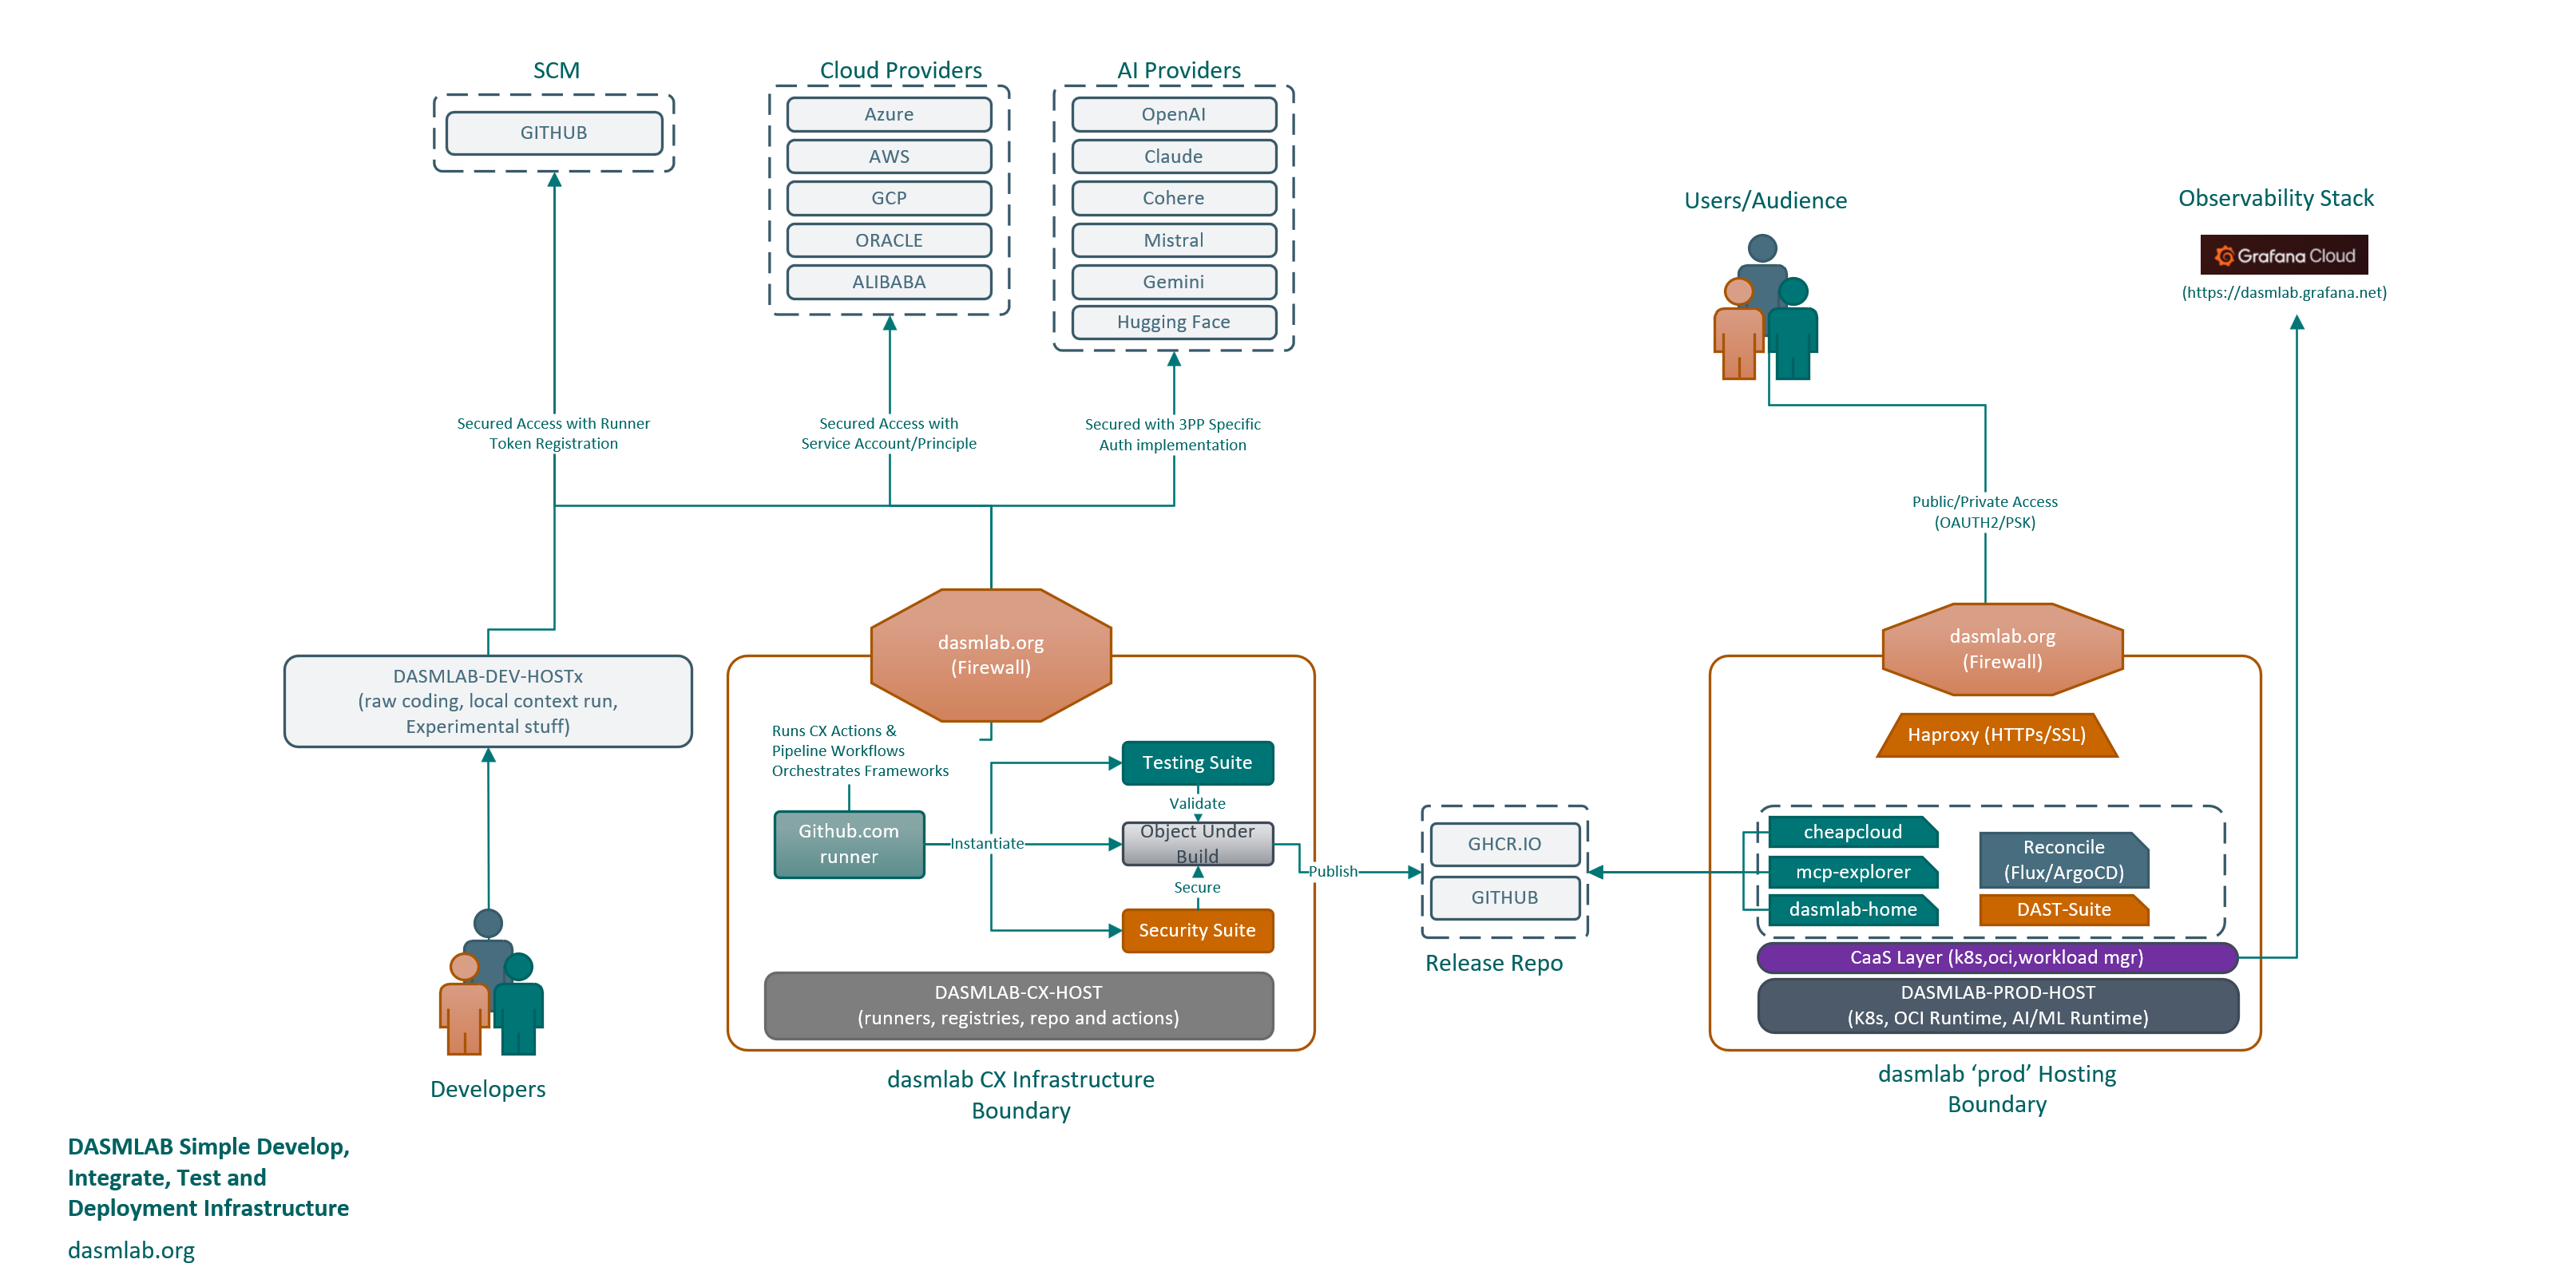 SCM
GITHUB
Cloud Providers
Azure
AWS
GCP
ORACLE
ALIBABA
AI Providers
OpenAI
Claude
Cohere
Mistral
Gemini
Hugging Face
Users/Audience
Observability Stack
Grafana Cloud
(https://dasmlab.grafana.net)
Secured Access with Runner
Token Registration
Secured Access with
Service Account/Principle
Secured with 3PP Specific
Auth implementation
Public/Private Access
(OAUTH2/PSK)
DASMLAB-DEV-HOSTx
(raw coding, local context run,
Experimental stuff)
Developers
dasmlab.org
(Firewall)
Runs CX Actions &
Pipeline Workflows
Orchestrates Frameworks
Github.com
runner
Instantiate
Testing Suite
Validate
Object Under
Build
Secure
Security Suite
DASMLAB-CX-HOST
(runners, registries, repo and actions)
dasmlab CX Infrastructure
Boundary
Publish
GHCR.IO
GITHUB
Release Repo
dasmlab.org
(Firewall)
Haproxy (HTTPs/SSL)
cheapcloud
mcp-explorer
dasmlab-home
Reconcile
(Flux/ArgoCD)
DAST-Suite
CaaS Layer (k8s,oci,workload mgr)
DASMLAB-PROD-HOST
(K8s, OCI Runtime, AI/ML Runtime)
dasmlab ‘prod’ Hosting
Boundary
DASMLAB Simple Develop,
Integrate, Test and
Deployment Infrastructure
dasmlab.org